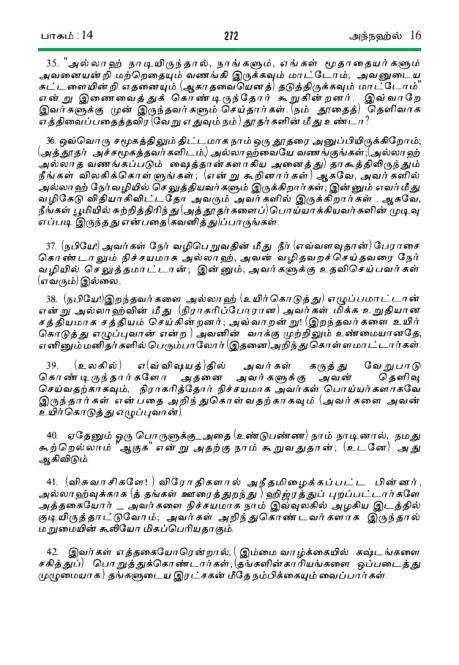 பாகம் : 14 272 அந்நஹ்ல் 16
35. "அல்லாஹ் நாடியிருந்தால், நாங்களும், எங்கள் மூதாதையர்களும்
அவனையன்றி மற்றெதையும் வணங்கி இருக்கவும் மாட்டோம்; அவனுடைய
கட்டளையின்றி எதனையும் (ஆகாதவையெனத்) தடுத்திருக்கவும் மாட்டோம்"
என்று இணைவைத்துக் கொண்டிருந்தோர் கூறுகின்றனர். இவ்வாறே
இவர்களுக்கு முன் இருந்தவர்களும் செய்தார்கள். (நம் தூதைத்) தெளிவாக
எத்திவைப்பதைத்தவிர (வேறு எதுவும் நம்) தூதர்களின் மீது உண்டா?
36. ஒவ்வொரு சமூகத்திலும் திட்டமாக நாம் ஒரு தூதரை அனுப்பியிருக்கிறோம்;
(அத்தூதர் அச்சமூகத்தவர்களிடம்,) அல்லாஹ்வையே வணங்குங்கள்;(அல்லாஹ்
அல்லாத வணங்கப்படும் ஷைத்தான்களாகிய அனைத்து) தாகூத்திலிருந்தும்
நீங்கள் விலகிக்கொள்ளுங்கள்; (என்று கூறினார்கள்) ஆகவே, அவர்களில்
அல்லாஹ் நேர்வழியில் செலுத்தியவர்களும் இருக்கிறார்கள்; இன்னும் எவர்மீது
வழிகேடு விதியாகிவிட்டதோ அவரும் அவர்களில் இருக்கிறார்கள் . ஆகவே,
நீங்கள் பூமியில் சுற்றித்திரிந்து (அத்தூதர்களைப்) பொய்யாக்கியவர்களின் முடிவு
எப்படி இருந்தது என்பதை(கவனித்து)ப்பாருங்கள்.
37. (நபியே!) அவர்கள் நேர் வழிபெறுவதின் மீது நீர் (எவ்வளவுதான்) பேராசை
கொண்டாலும் நிச்சயமாக அல்லாஹ், அவன் வழிதவறச்செய்தவரை நேர்
வழியில் செலுத்தமாட்டான்; இன்னும், அவர்களுக்கு உதவிசெய்பவர்கள்
(எவரும்) இல்லை.
38. (நபியே!)இறந்தவர்களை அல்லாஹ் (உயிர்கொடுத்து) எழுப்பமாட்டான்
என்று அல்லாஹ்வின் மீது (நிராகரிப்போரான) அவர்கள் மிக்க உறுதியான
சத்தியமாக சத்தியம் செய்கின்றனர்; அவ்வாறன்று! (இறந்தவர்களை உயிர்
கொடுத்து எழுப்புவான் என்ற ) அவனின் வாக்கு முற்றிலும் உண்மையானதே;
எனினும் மனிதர்களில் பெரும்பாலோர் (இதனை)அறிந்து கொள்ளமாட்டார்கள்.
39. (உலகில்) எ(வ்விஷயத்)தில் அவர்கள் கருத்து வேறுபாடு
கொண்டிருந்தார்களோ அதனை அவர்களுக்கு அவன் தெளிவு
செய்வதற்காகவும், நிராகரித்தோர் நிச்சயமாக அவர்கள் பொய்யர்களாகவே
இருந்தார்கள் என்பதை அறிந்துகொள்வதற்காகவும் (அவர்களை அவன்
உயிர்கொடுத்து எழுப்புவான்).
40. ஏதேனும் ஒரு பொருளுக்கு_அதை (உண்டுபண்ண) நாம் நாடினால், நமது
கூற்றெல்லாம் "ஆகுக" என்று அதற்கு நாம் கூறுவதுதான்; (உடனே) அது
ஆகிவிடும்.
41. (விசுவாசிகளே! ) விரோதிகளால் அநீதமிழைக்கப்பட்ட பின்னர்,
அல்லாஹ்வுக்காக (த் தங்கள் ஊரைத்துறந்து ) ஹிஜ்ரத்துப் புறப்பட்டார்களே
அத்தகையோர் _ அவர்களை நிச்சயமாக நாம் இவ்வுலகில் அழகிய இடத்தில்
குடியிருத்தாட்டுவோம்; அவர்கள் அறிந்துகொண்டவர்களாக இருந்தால்
மறுமையின் கூலியோ மிகப்பெரியதாகும்.
42. இவர்கள் எத்தகையோரென்றால், ( இம்மை வாழ்க்கையில் கஷ்டங்களை
சகித்துப்) பொறுத்துக்கொண்டார்கள்; (தங்களின்காரியங்களை ஒப்படைத்து
முழுமையாக ) தங்களுடைய இரட்சகன் மீதே நம்பிக்கையும் வைப்பார்கள்.